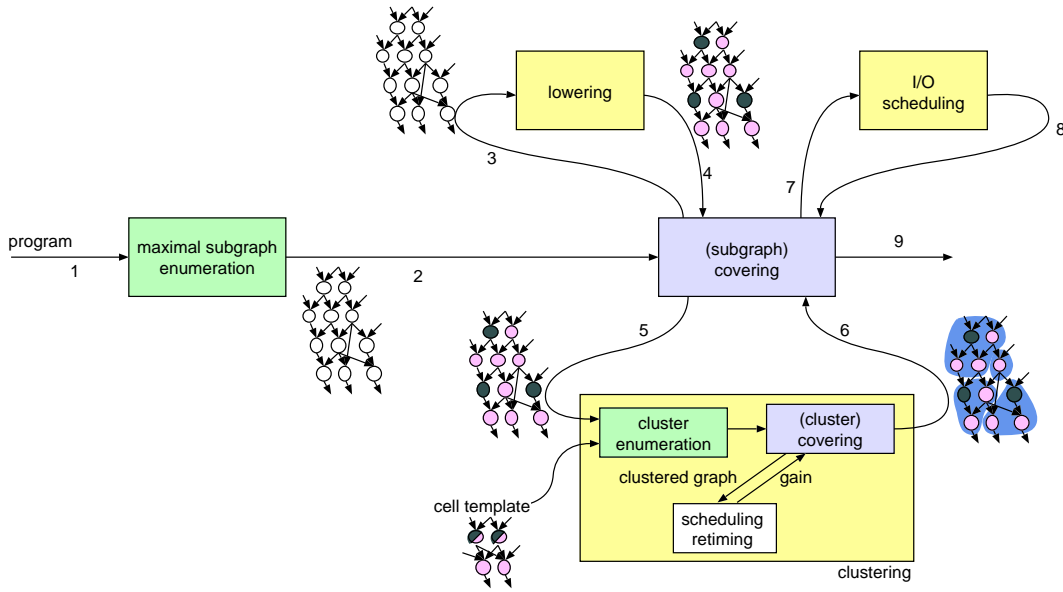 lowering
I/O
scheduling
3
4
7
8
program
1
maximal subgraph
enumeration
2
(subgraph)
covering
9
5
6
cluster
enumeration
(cluster)
covering
clustered graph
gain
cell template
scheduling
retiming
clustering